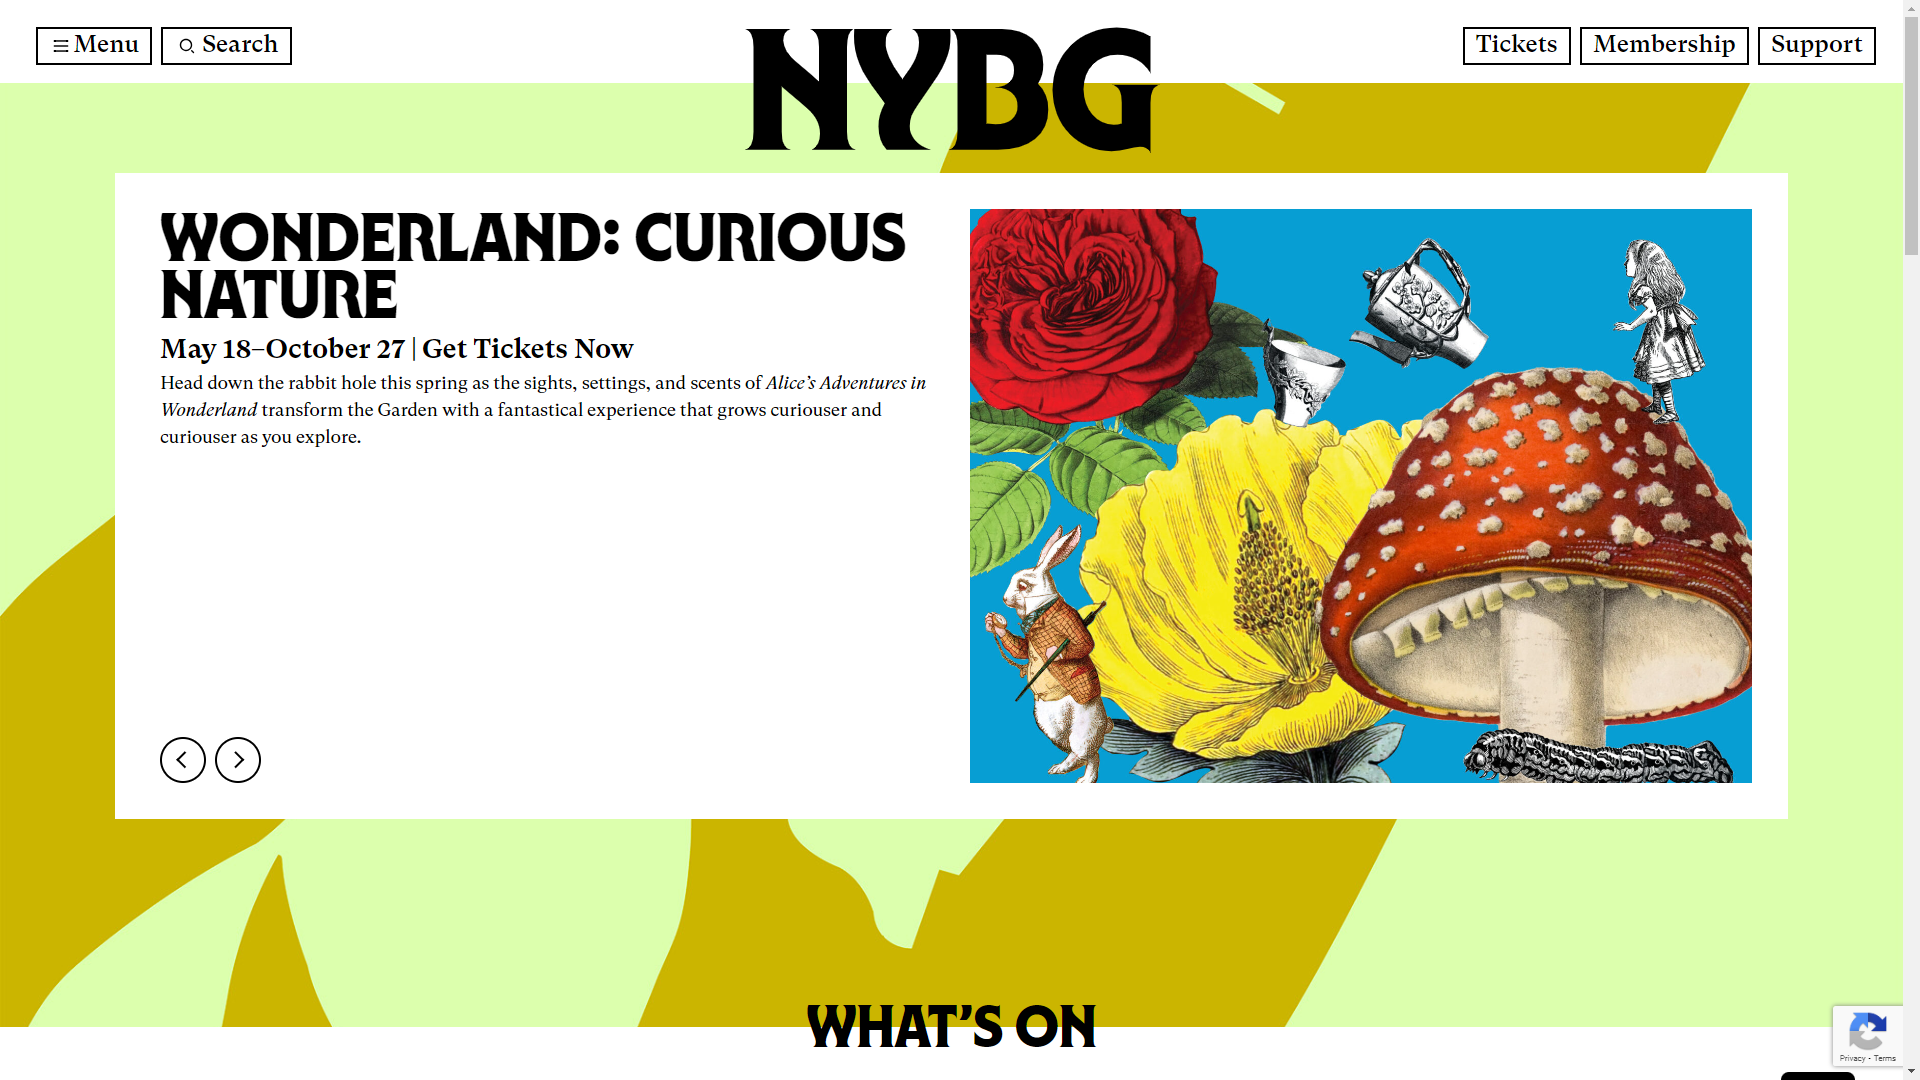 Menu
Search
NYBG
Tickets
Membership
Support
WONDERLAND: CURIOUS
NATURE
May 18–October 27 | Get Tickets Now
Head down the rabbit hole this spring as the sights, settings, and scents of Alice’s Adventures in
Wonderland transform the Garden with a fantastical experience that grows curiouser and
curiouser as you explore.
WHAT’S ON
Privacy - Terms